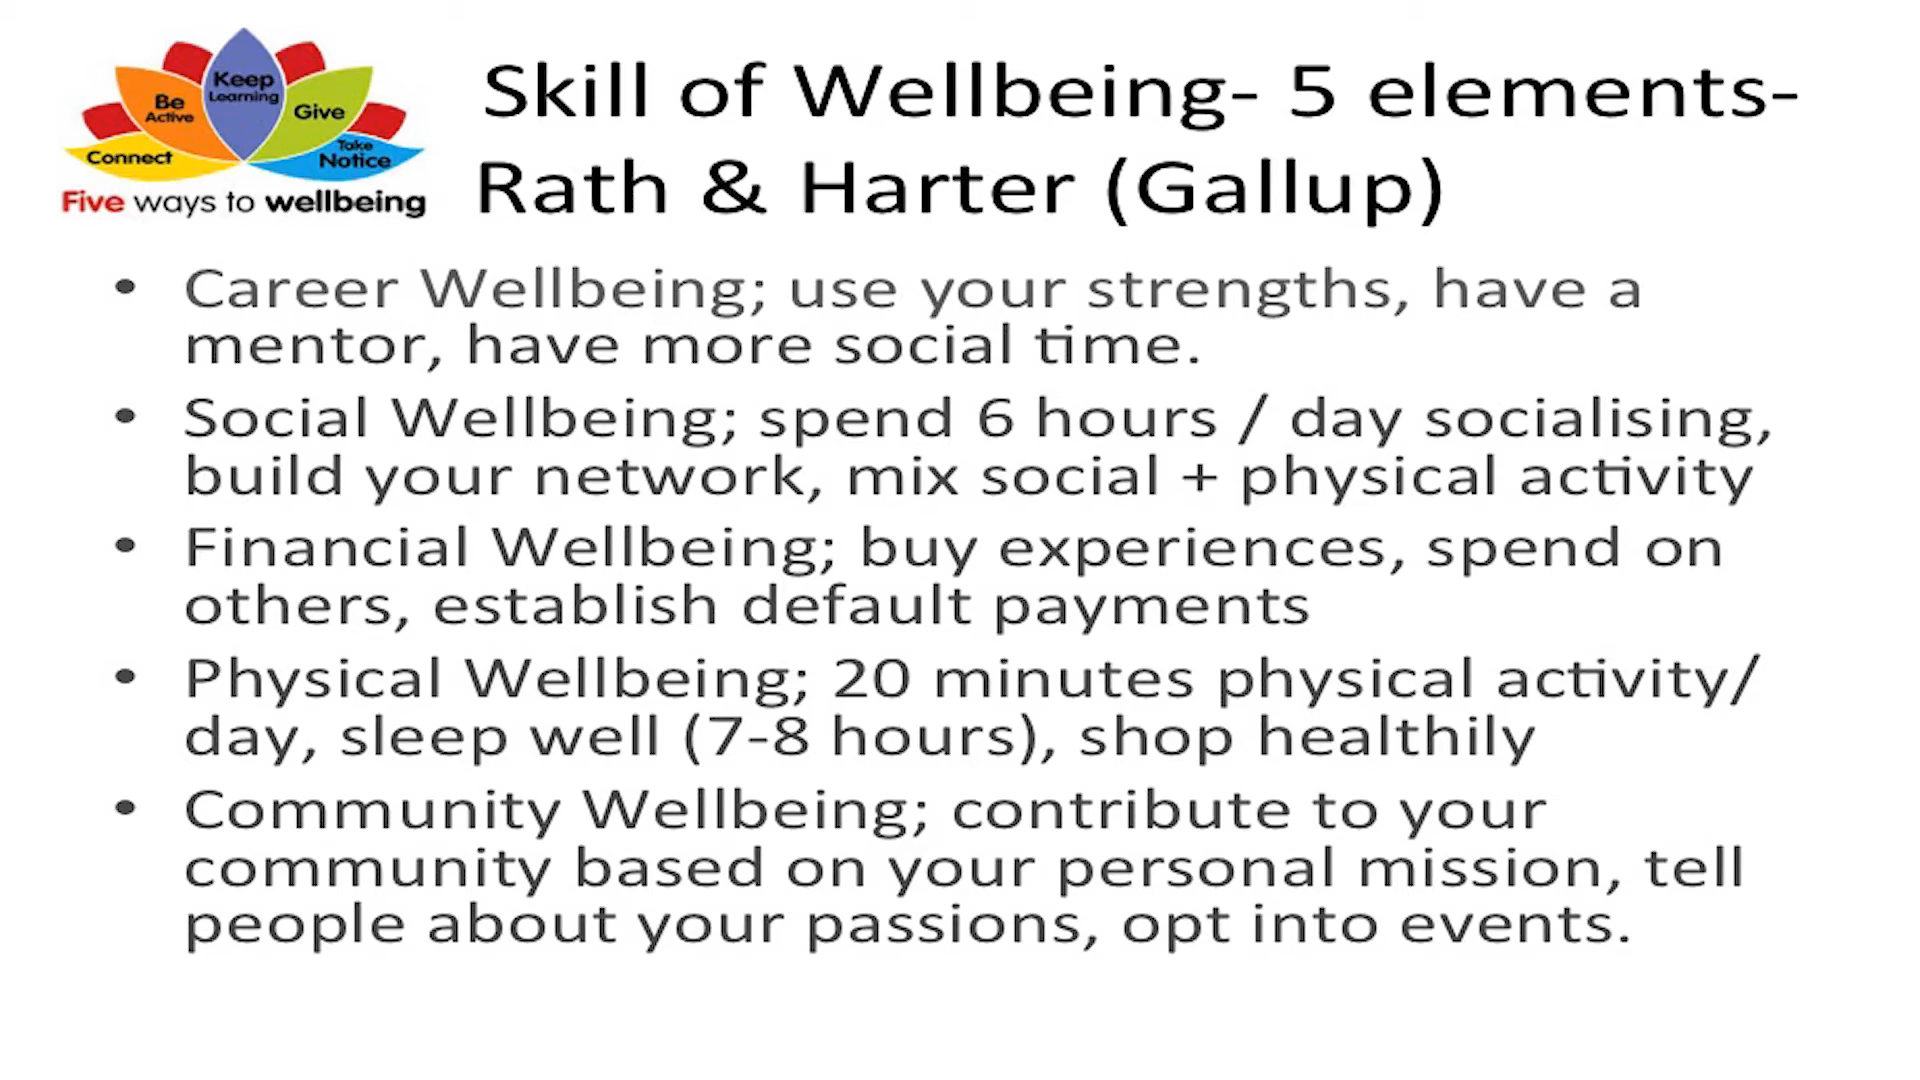 Keep
Learning
Be
Active
Give
Connect
Take
Notice
Five ways to wellbeing
Skill of Wellbeing- 5 elements-
Rath & Harter (Gallup)
• Career Wellbeing; use your strengths, have a
mentor, have more social time.
• Social Wellbeing; spend 6 hours / day socialising,
build your network, mix social + physical activity
• Financial Wellbeing; buy experiences, spend on
others, establish default payments
• Physical Wellbeing; 20 minutes physical activity/
day, sleep well (7-8 hours), shop healthily
• Community Wellbeing; contribute to your
community based on your personal mission, tell
people about your passions, opt into events.